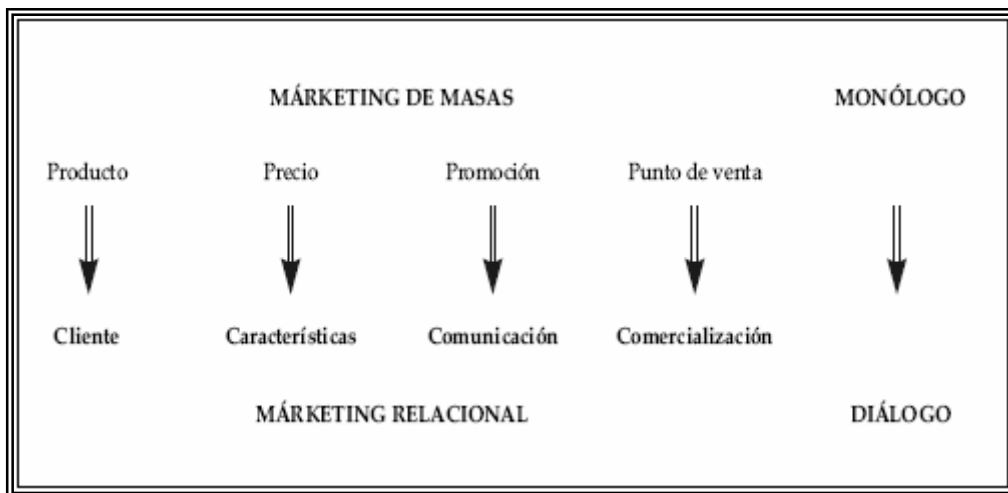 MÁRKETING DE MASAS MONÓLOGO
Producto Precio Promoción Punto de venta
Cliente Características Comunicación Comercialización
MÁRKETING RELACIONAL DIÁLOGO